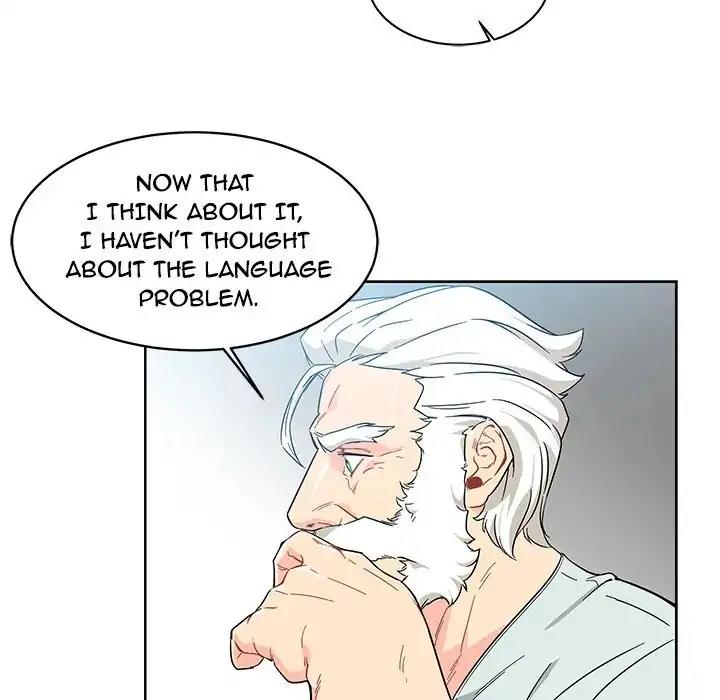 NOW THAT
I THINK ABOUT IT,
I HAVEN'T THOUGHT
ABOUT THE LANGUAGE
PROBLEM.